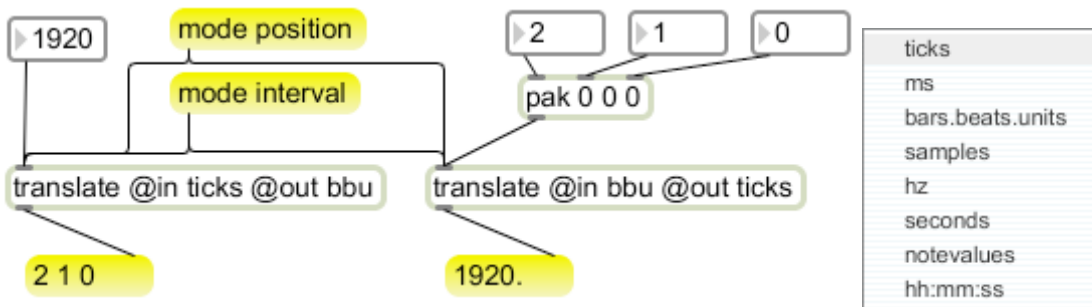 1920
mode position
2
1
0
mode interval
pak 0 0 0
translate @in ticks @out bbu
translate @in bbu @out ticks
2 1 0
1920.
ticks
ms
bars.beats.units
samples
hz
seconds
notevalues
hh:mm:ss